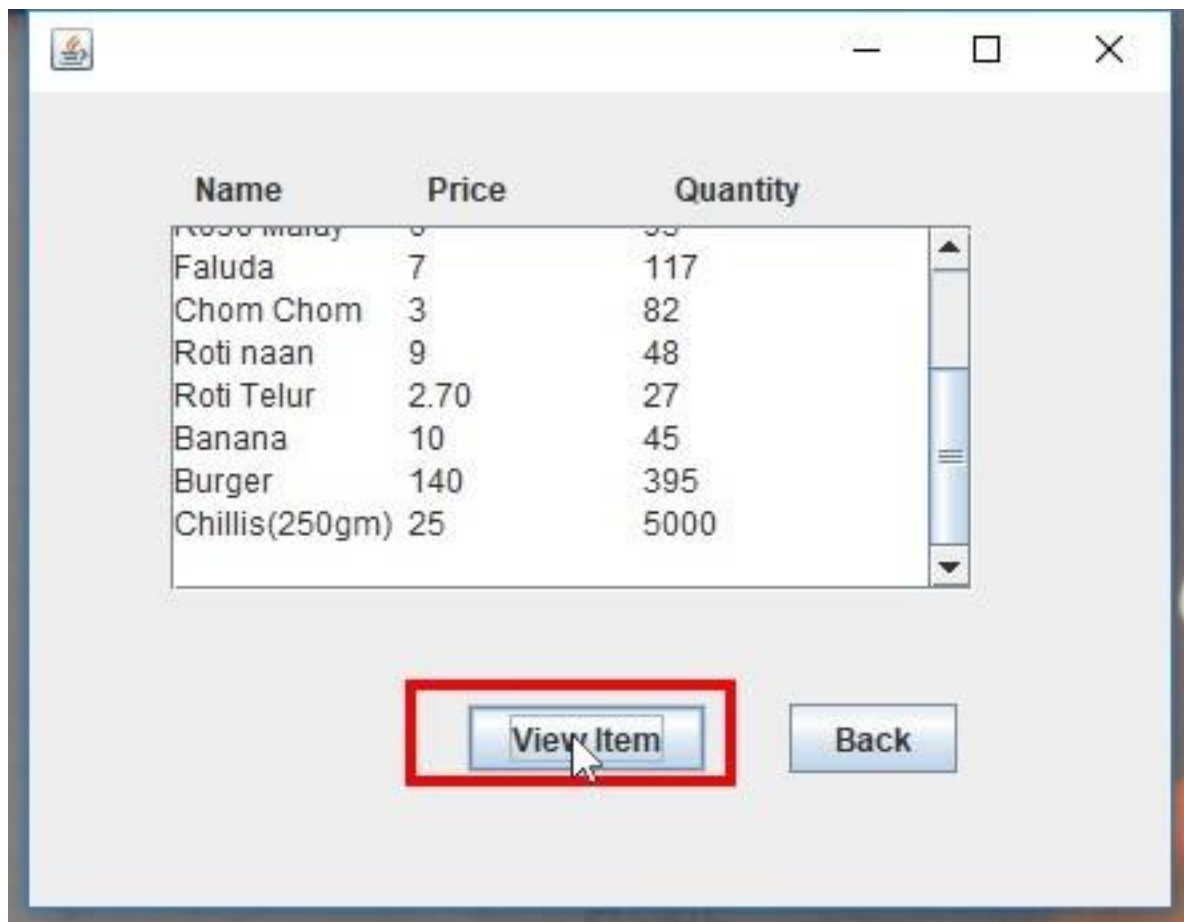 Name Price Quantity
Faluda 7 117
Chom Chom 3 82
Roti naan 9 48
Roti Telur 2.70 27
Banana 10 45
Burger 140 395
Chillis(250gm) 25 5000
View Item Back